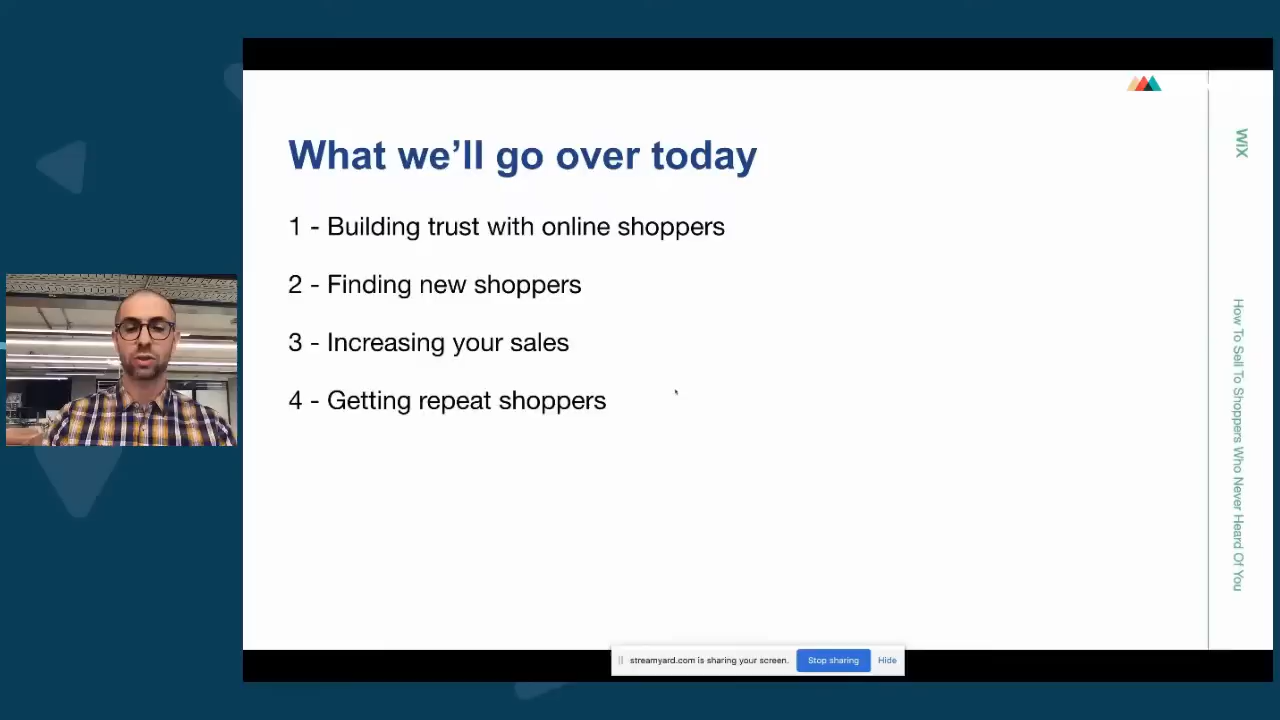 What we'll go over today
1 - Building trust with online shoppers
2 - Finding new shoppers
3 - Increasing your sales
4 - Getting repeat shoppers
WIX
How To Sell To Shoppers Who Never Heard Of You
streamyard.com is sharing your screen.
Stop sharing
Hide